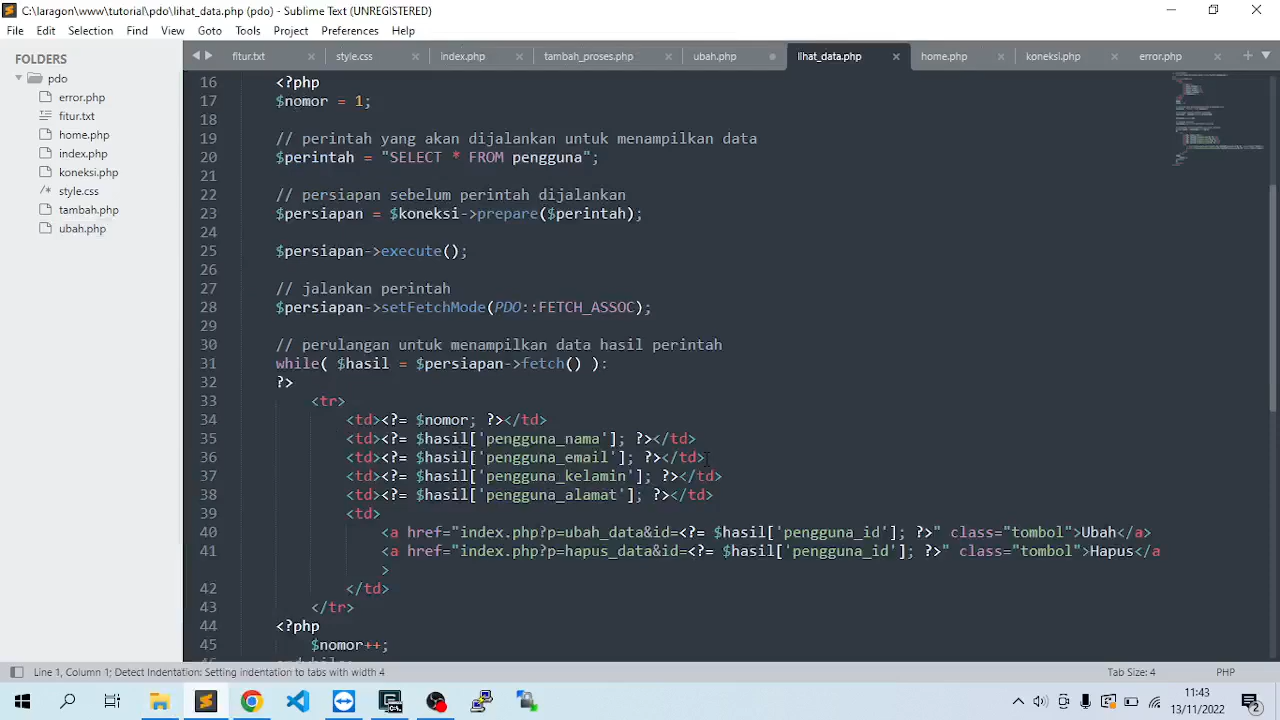 C:\laragon\www\tutorial\pdo\lihat_data.php (pdo) - Sublime Text (UNREGISTERED)
File Edit Selection Find View Goto Tools Project Preferences Help
FOLDERS
pdo
error.php
fitur.txt
home.php
index.php
koneksi.php
style.css
tambah.php
ubah.php
fitur.txt style.css index.php tambah_proses.php ubah.php lihat_data.php home.php koneksi.php error.php
16 <?php
17 $nomor = 1;
18
19 // perintah yang akan dijalankan untuk menampilkan data
20 $perintah = "SELECT * FROM pengguna";
21
22 // persiapan sebelum perintah dijalankan
23 $persiapan = $koneksi->prepare($perintah);
24
25 $persiapan->execute();
26
27 // jalankan perintah
28 $persiapan->setFetchMode(PDO::FETCH_ASSOC);
29
30 // perulangan untuk menampilkan data hasil perintah
31 while( $hasil = $persiapan->fetch() ):
32 ?>
33 <tr>
34 <td><?= $nomor; ?></td>
35 <td><?= $hasil['pengguna_nama']; ?></td>
36 <td><?= $hasil['pengguna_email']; ?></td>
37 <td><?= $hasil['pengguna_kelamin']; ?></td>
38 <td><?= $hasil['pengguna_alamat']; ?></td>
39 <td>
40 <a href="index.php?p=ubah_data&id=<?= $hasil['pengguna_id']; ?>" class="tombol">Ubah</a>
41 <a href="index.php?p=hapus_data&id=<?= $hasil['pengguna_id']; ?>" class="tombol">Hapus</a
>
42 </td>
43 </tr>
44 <?php
45 $nomor++;
Line 1, Column 1; Detect Indentation: Setting indentation to tabs with width 4
Tab Size: 4
PHP
11:43
13/11/2022
2